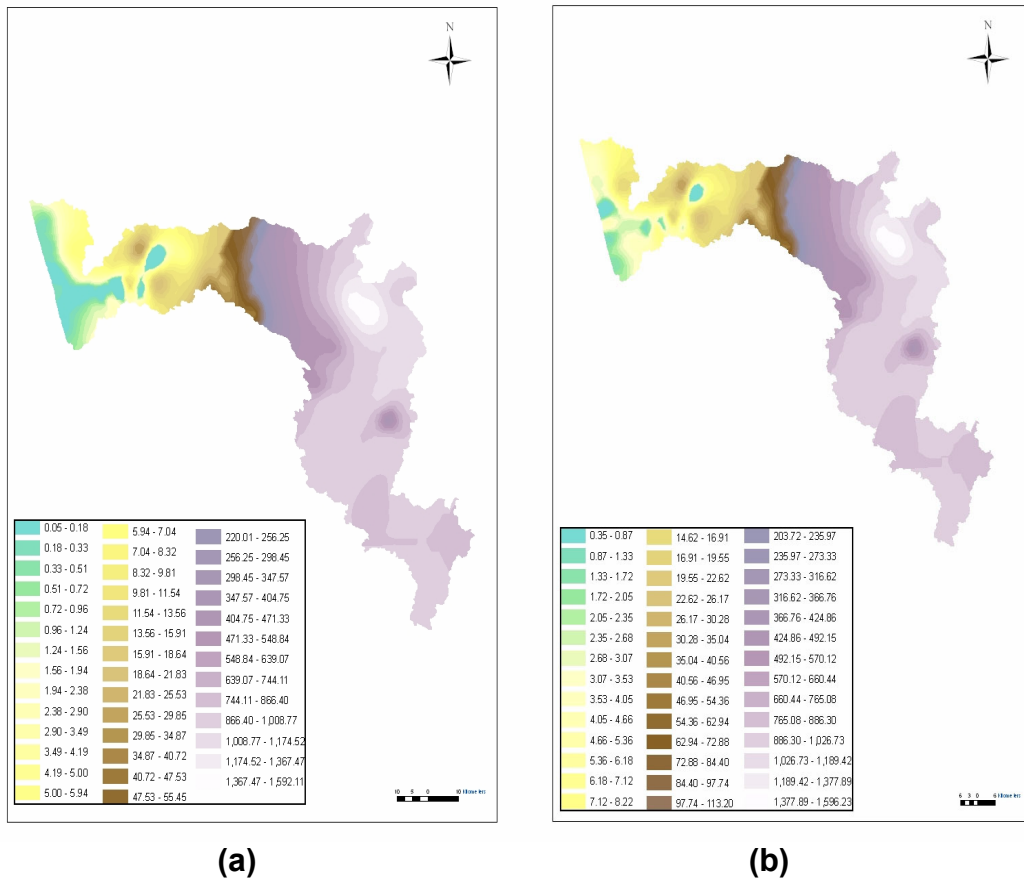 N
N
0.05 - 0.18
0.18 - 0.33
0.33 - 0.51
0.51 - 0.72
0.72 - 0.96
0.96 - 1.24
1.24 - 1.56
1.56 - 1.94
1.94 - 2.38
2.38 - 2.90
2.90 - 3.49
3.49 - 4.19
4.19 - 5.00
5.00 - 5.94
5.94 - 7.04
7.04 - 8.32
8.32 - 9.81
9.81 - 11.54
11.54 - 13.56
13.56 - 15.91
15.91 - 18.64
18.64 - 21.83
21.83 - 25.53
25.53 - 29.85
29.85 - 34.87
34.87 - 40.72
40.72 - 47.53
47.53 - 55.45
220.01 - 256.25
256.25 - 298.45
298.45 - 347.57
347.57 - 404.75
404.75 - 471.33
471.33 - 548.84
548.84 - 639.07
639.07 - 744.11
744.11 - 866.40
866.40 - 1,008.77
1,008.77 - 1,174.52
1,174.52 - 1,367.47
1,367.47 - 1,592.11
10 5 0 10 Kilometers
0.35 - 0.87
0.87 - 1.33
1.33 - 1.72
1.72 - 2.05
2.05 - 2.35
2.35 - 2.68
2.68 - 3.07
3.07 - 3.53
3.53 - 4.05
4.05 - 4.66
4.66 - 5.36
5.36 - 6.18
6.18 - 7.12
7.12 - 8.22
14.62 - 16.91
16.91 - 19.55
19.55 - 22.62
22.62 - 26.17
26.17 - 30.28
30.28 - 35.04
35.04 - 40.56
40.56 - 46.95
46.95 - 54.36
54.36 - 62.94
62.94 - 72.88
72.88 - 84.40
84.40 - 97.74
97.74 - 113.20
203.72 - 235.97
235.97 - 273.33
273.33 - 316.62
316.62 - 366.76
366.76 - 424.86
424.86 - 492.15
492.15 - 570.12
570.12 - 660.44
660.44 - 765.08
765.08 - 886.30
886.30 - 1,026.73
1,026.73 - 1,189.42
1,189.42 - 1,377.89
1,377.89 - 1,596.23
6 3 0 6 Kilometers
(a)
(b)